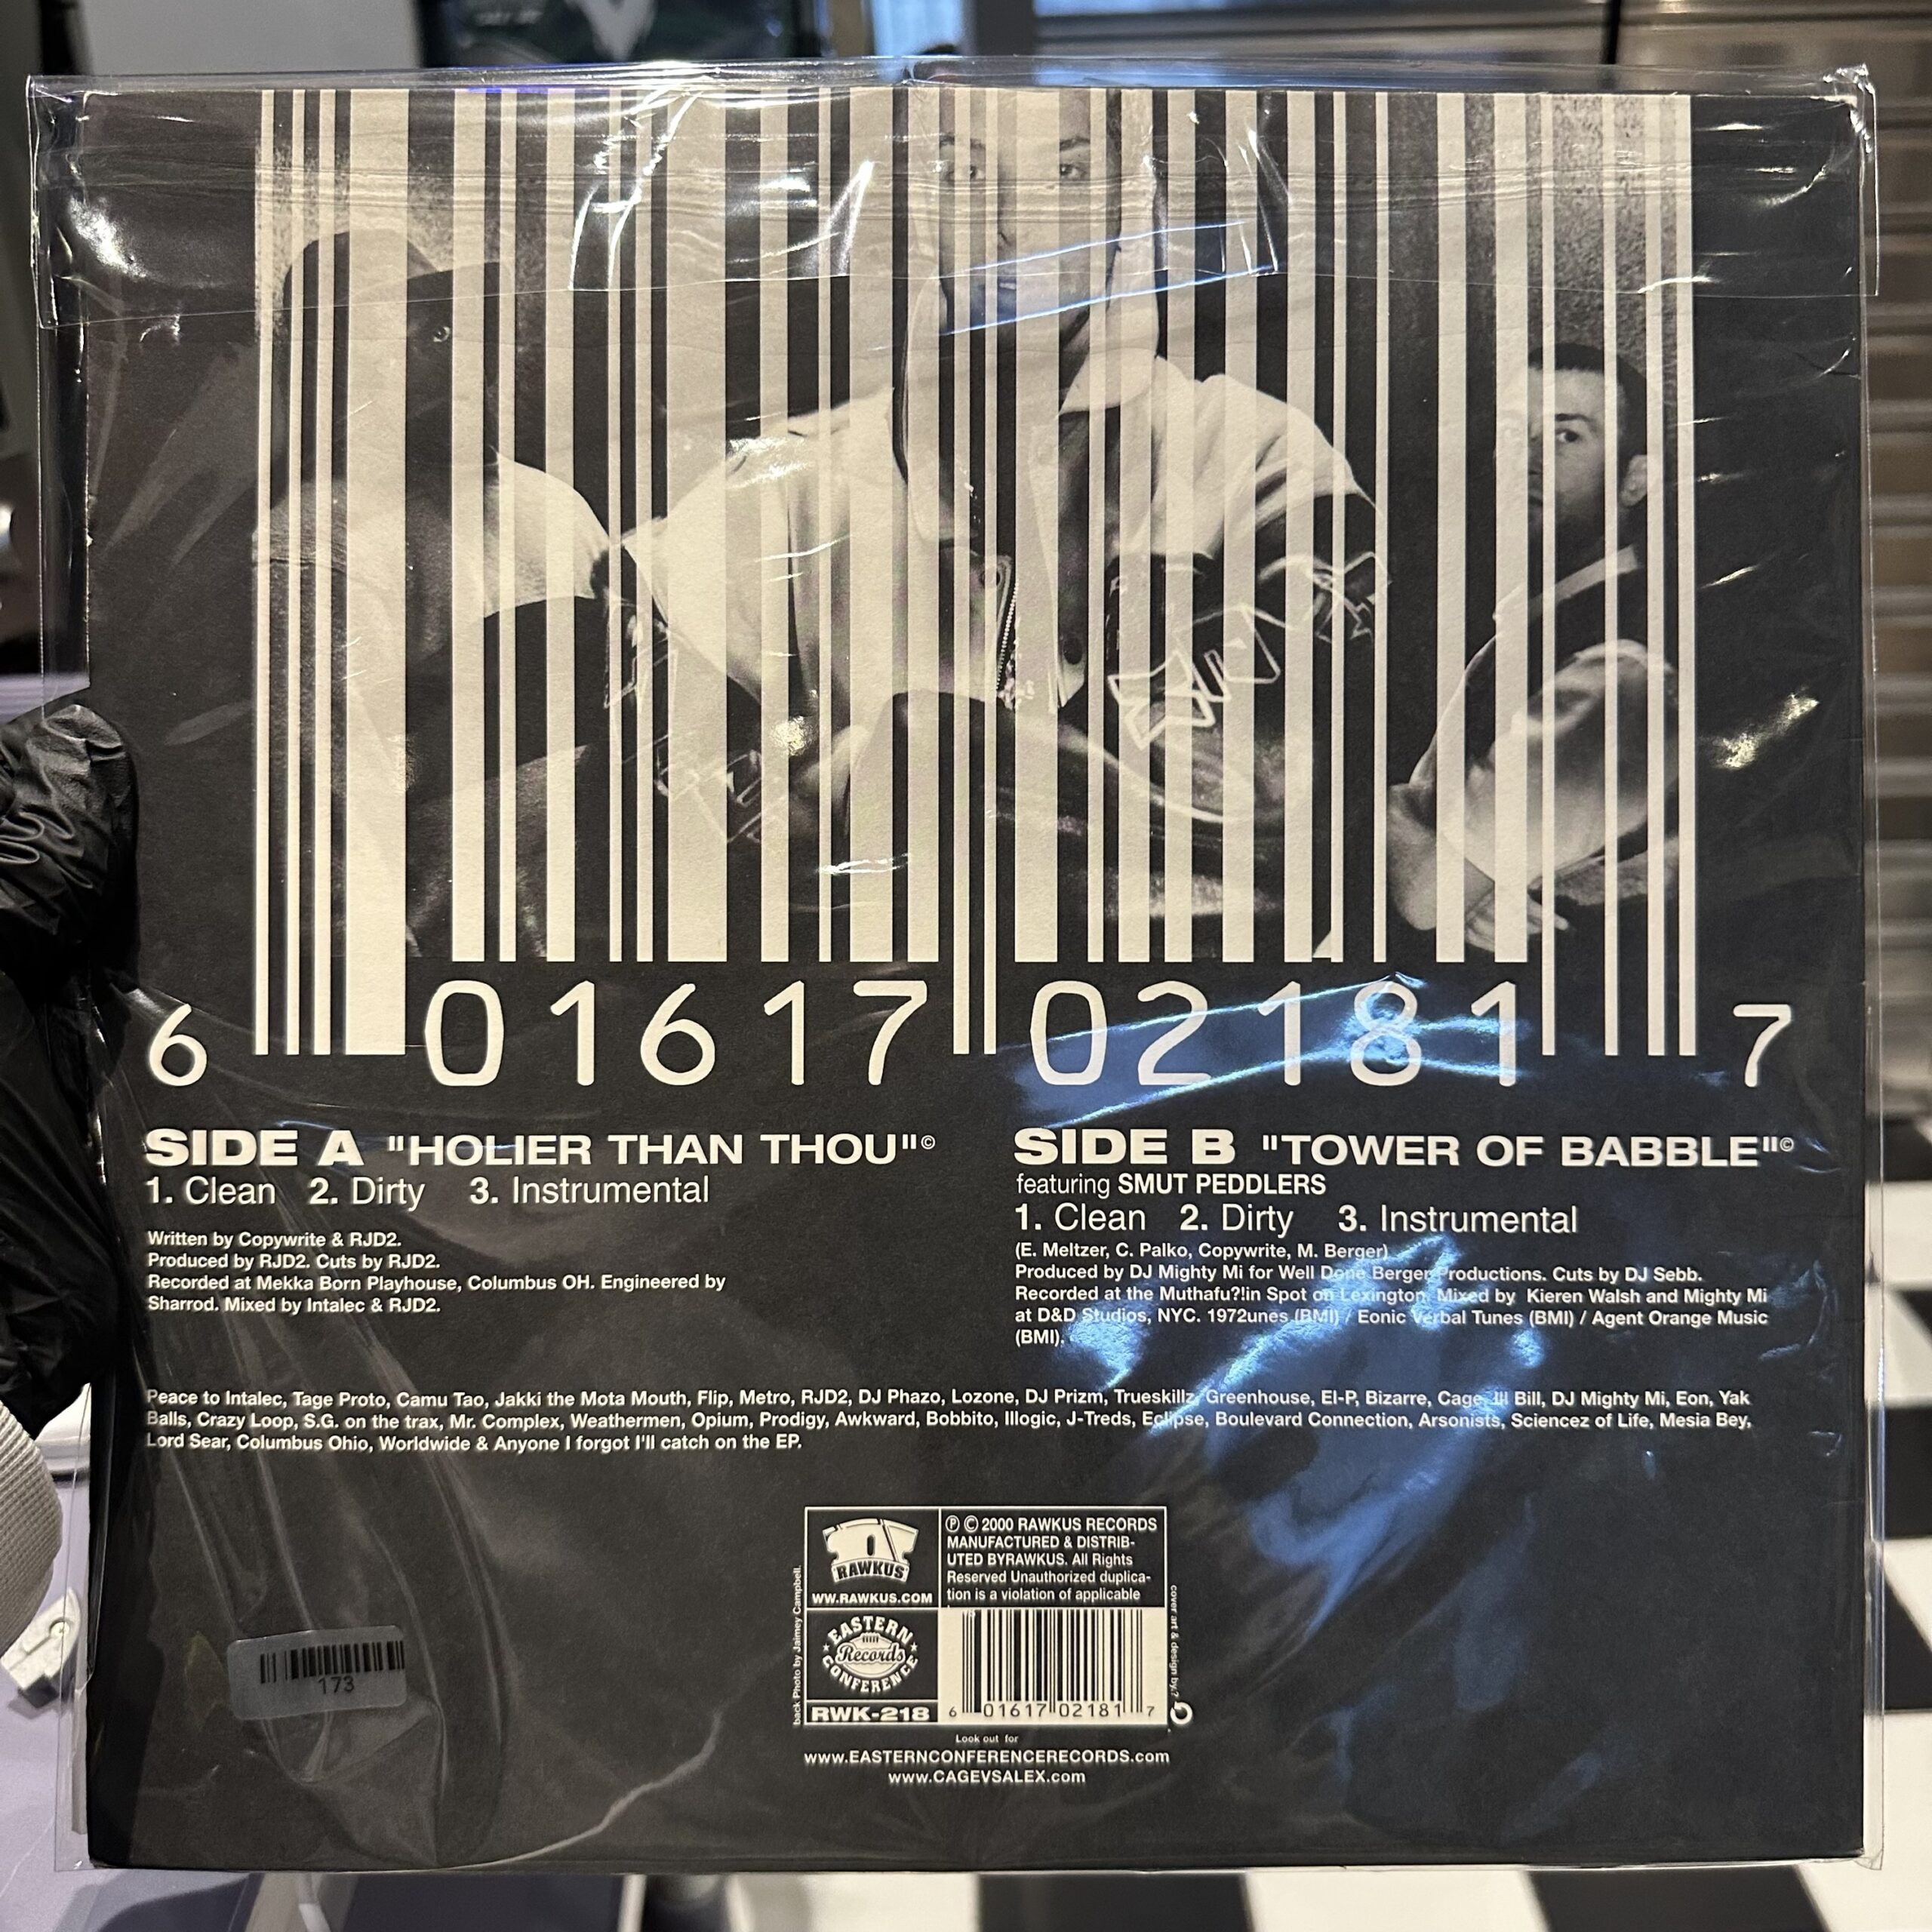 6 01617 02181 7
SIDE A "HOLIER THAN THOU"©
1. Clean 2. Dirty 3. Instrumental
Written by Copywrite & RJD2.
Produced by RJD2. Cuts by RJD2.
Recorded at Mekka Born Playhouse, Columbus OH. Engineered by
Sharrod. Mixed by Intalec & RJD2.
SIDE B "TOWER OF BABBLE"©
featuring SMUT PEDDLERS
1. Clean 2. Dirty 3. Instrumental
(E. Meltzer, C. Palko, Copywrite, M. Berger)
Produced by DJ Mighty Mi for Well Done Berger Productions. Cuts by DJ Sebb.
Recorded at the Muthafu?!in Spot on Lexington. Mixed by Kieren Walsh and Mighty Mi
at D&D Studios, NYC. 1972unes (BMI) / Eonic Verbal Tunes (BMI) / Agent Orange Music
(BMI).
Peace to Intalec, Tage Proto, Camu Tao, Jakki the Mota Mouth, Flip, Metro, RJD2, DJ Phazo, Lozone, DJ Prizm, Trueskillz, Greenhouse, El-P, Bizarre, Cage, Ill Bill, DJ Mighty Mi, Eon, Yak
Balls, Crazy Loop, S.G. on the trax, Mr. Complex, Weathermen, Opium, Prodigy, Awkward, Bobbito, Illogic, J-Treds, Eclipse, Boulevard Connection, Arsonists, Sciencez of Life, Mesia Bey,
Lord Sear, Columbus Ohio, Worldwide & Anyone I forgot I'll catch on the EP.
back Photo by Jaimey Campbell.
RAWKUS
WW.RAWKUS.COM
℗ © 2000 RAWKUS RECORDS
MANUFACTURED & DISTRIB-
UTED BYRAWKUS. All Rights
Reserved Unauthorized duplica-
tion is a violation of applicable
EASTERN
Records
CONFERENCE
RWK-218
6 01617 02181 7
cover art & design by:?
173
Look out for
www.EASTERNCONFERENCERECORDS.com
www.CAGEVSALEX.com